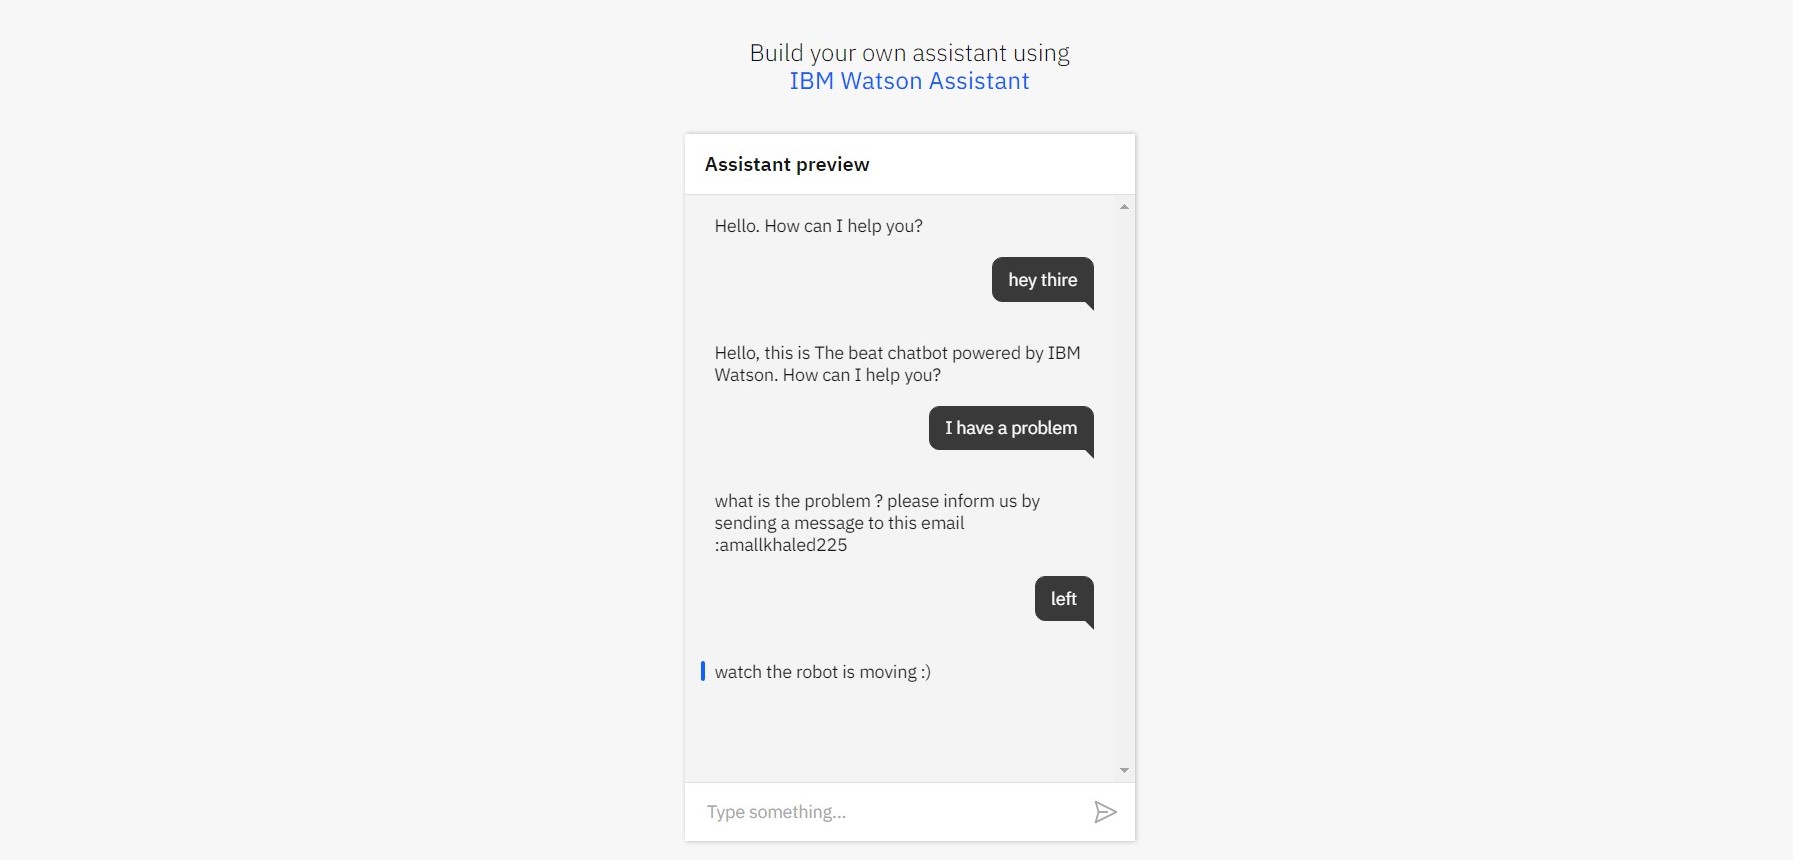 Build your own assistant using
IBM Watson Assistant
Assistant preview
Hello. How can I help you?
hey thire
Hello, this is The beat chatbot powered by IBM
Watson. How can I help you?
I have a problem
what is the problem ? please inform us by
sending a message to this email
:amallkhaled225
left
watch the robot is moving :)
Type something...